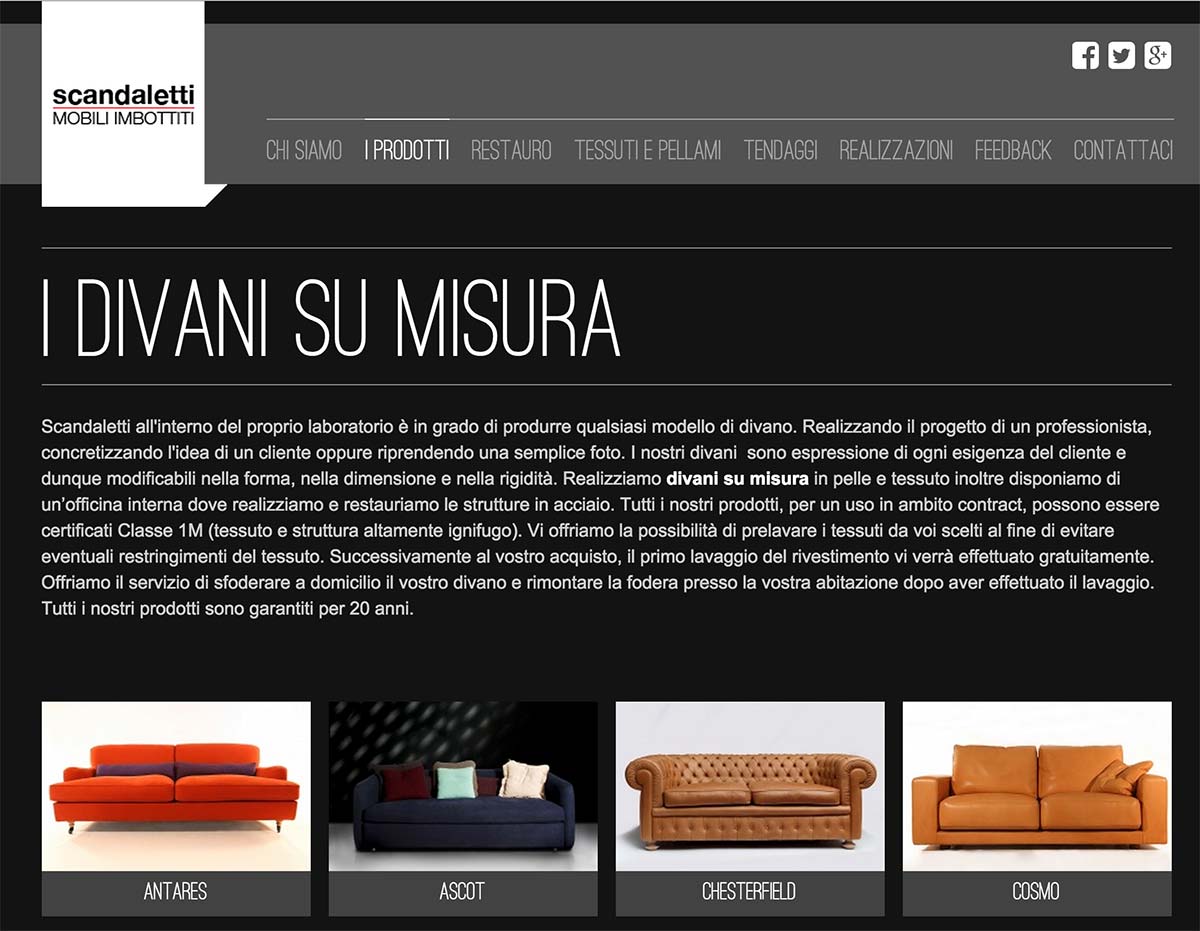 scandaletti
MOBILI IMBOTTITI
CHI SIAMO I PRODOTTI RESTAURO TESSUTI E PELLAMI TENDAGGI REALIZZAZIONI FEEDBACK CONTATTACI
I DIVANI SU MISURA
Scandaletti all'interno del proprio laboratorio è in grado di produrre qualsiasi modello di divano. Realizzando il progetto di un professionista,
concretizzando l'idea di un cliente oppure riprendendo una semplice foto. I nostri divani  sono espressione di ogni esigenza del cliente e
dunque modificabili nella forma, nella dimensione e nella rigidità. Realizziamo divani su misura in pelle e tessuto inoltre disponiamo di
un’officina interna dove realizziamo e restauriamo le strutture in acciaio. Tutti i nostri prodotti, per un uso in ambito contract, possono essere
certificati Classe 1M (tessuto e struttura altamente ignifugo). Vi offriamo la possibilità di prelavare i tessuti da voi scelti al fine di evitare
eventuali restringimenti del tessuto. Successivamente al vostro acquisto, il primo lavaggio del rivestimento vi verrà effettuato gratuitamente.
Offriamo il servizio di sfoderare a domicilio il vostro divano e rimontare la fodera presso la vostra abitazione dopo aver effettuato il lavaggio.
Tutti i nostri prodotti sono garantiti per 20 anni.
ANTARES ASCOT CHESTERFIELD COSMO